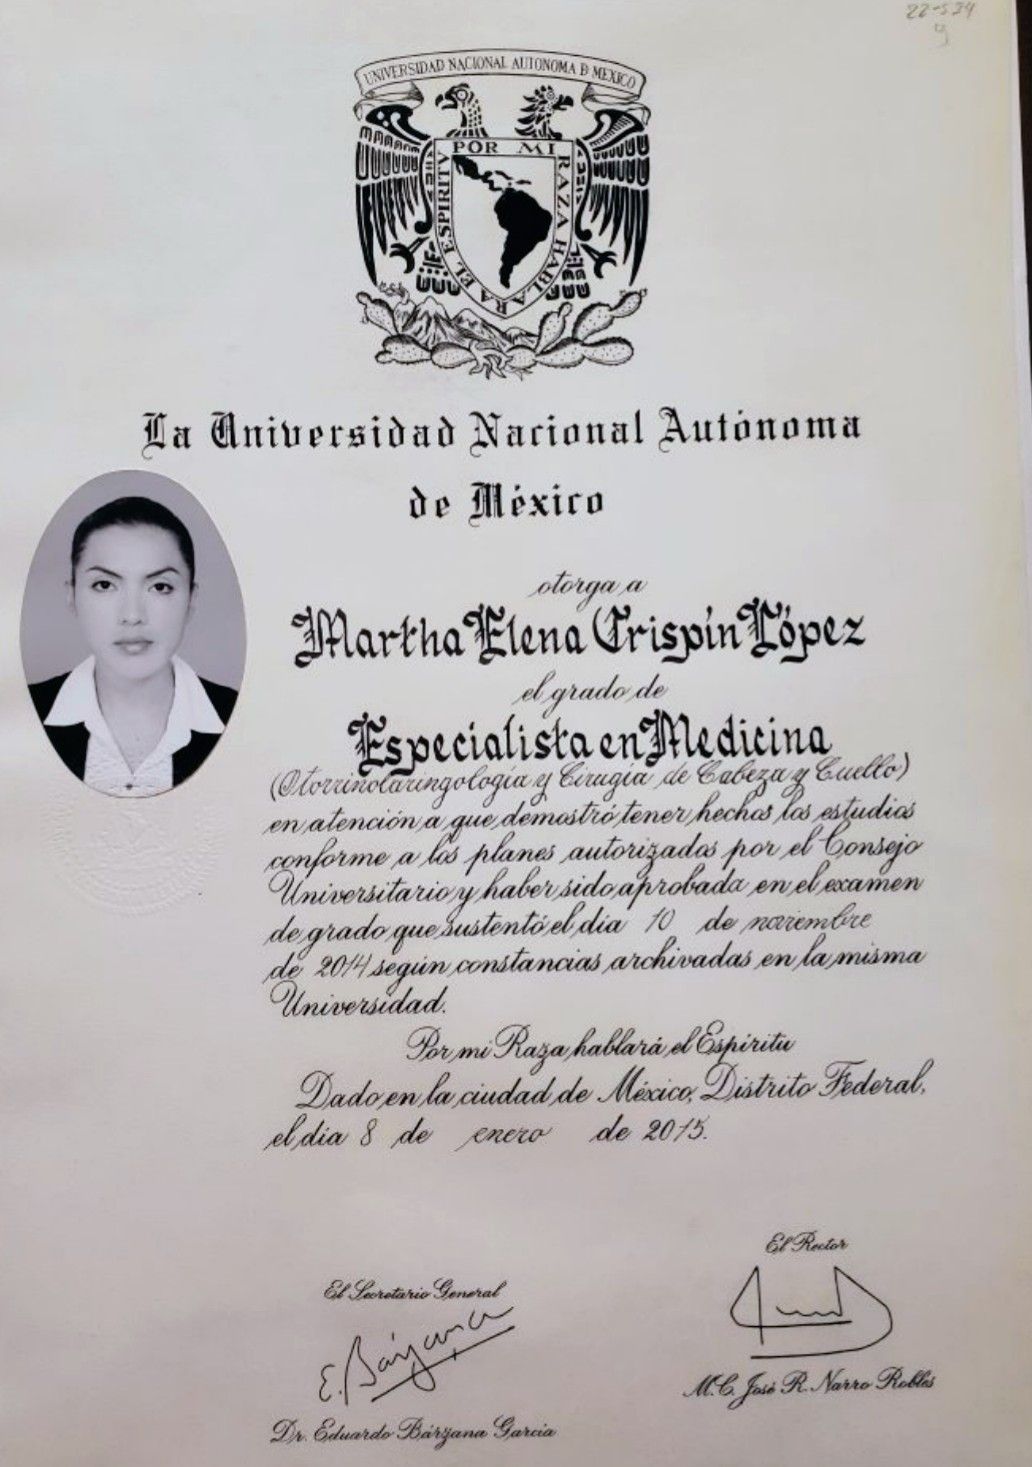 22-5 24
9
UNIVERSIDAD NACIONAL AUTONOMA D MEXICO
POR MI RAZA HABLARA EL ESPIRITV
La Universidad Nacional Autónoma
de México
otorga a
Martha Elena Crispín López
el grado de
Especialista en Medicina
(Otorrinolaringología y Cirugía de Cabeza y Cuello)
en atención a que demostró tener hechos los estudios
conforme a los planes autorizados por el Consejo
Universitario y haber sido aprobada en el examen
de grado que sustentó el día 10 de noviembre
de 2014 según constancias archivadas en la misma
Universidad.
Por mi Raza hablará el Espíritu
Dado en la ciudad de México, Distrito Federal,
el día 8 de enero de 2015.
El Secretario General
E. Bárzana
Dr. Eduardo Bárzana García
El Rector
M.C. José R. Narro Robles